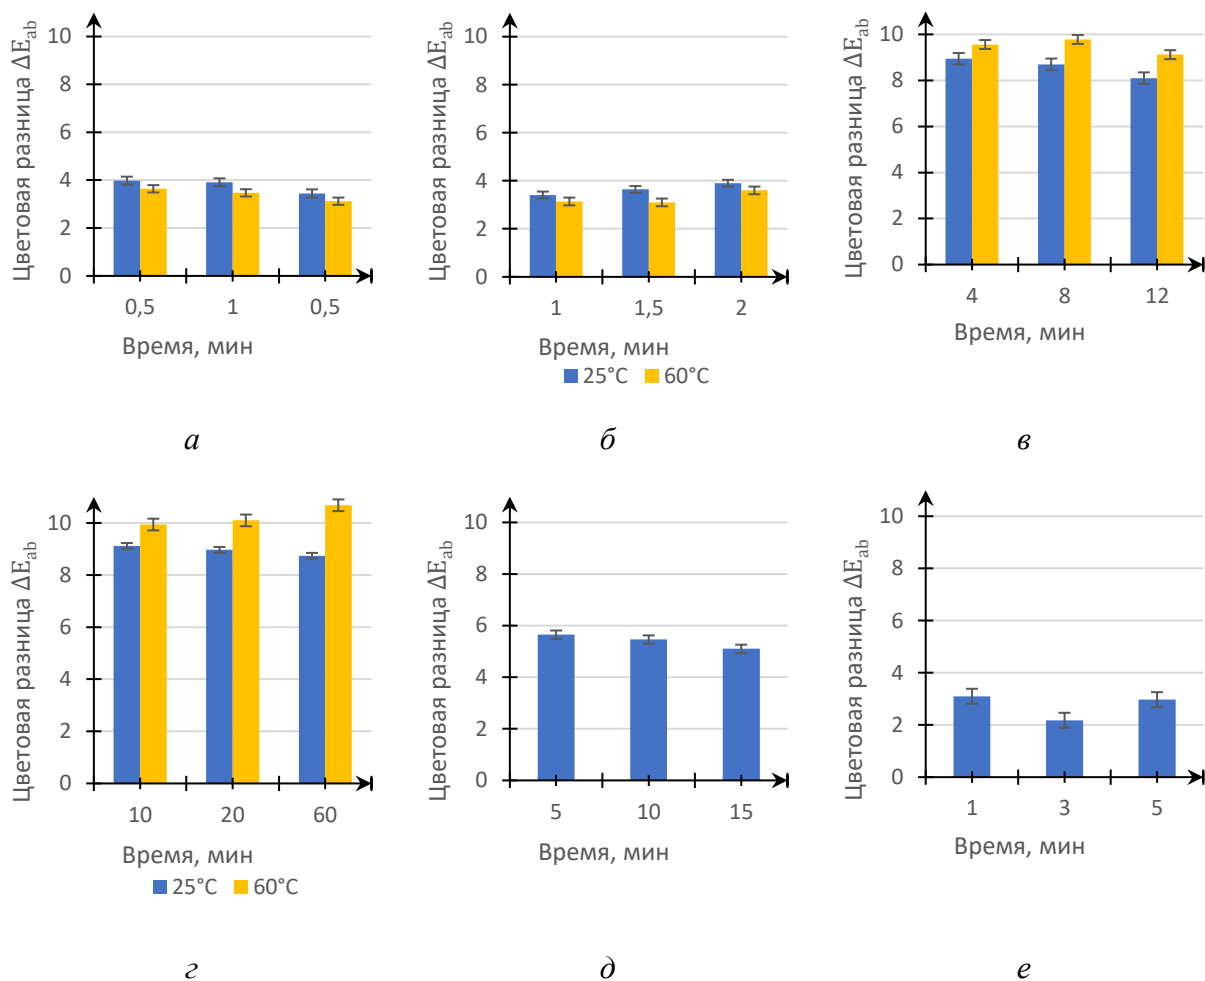 Цветовая разница ΔEab
10
8
6
4
2
0
0,5 1 0,5
Время, мин
а
Цветовая разница ΔEab
10
8
6
4
2
0
1 1,5 2
Время, мин
25°C 60°C
б
Цветовая разница ΔEab
10
8
6
4
2
0
4 8 12
Время, мин
в
Цветовая разница ΔEab
10
8
6
4
2
0
10 20 60
Время, мин
25°C 60°C
г
Цветовая разница ΔEab
10
8
6
4
2
0
5 10 15
Время, мин
д
Цветовая разница ΔEab
10
8
6
4
2
0
1 3 5
Время, мин
е